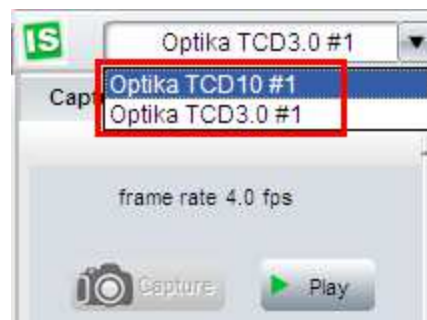 IS
Optika TCD3.0 #1
Optika TCD10 #1
Capt
Optika TCD3.0 #1
frame rate 4.0 fps
Capture
Play